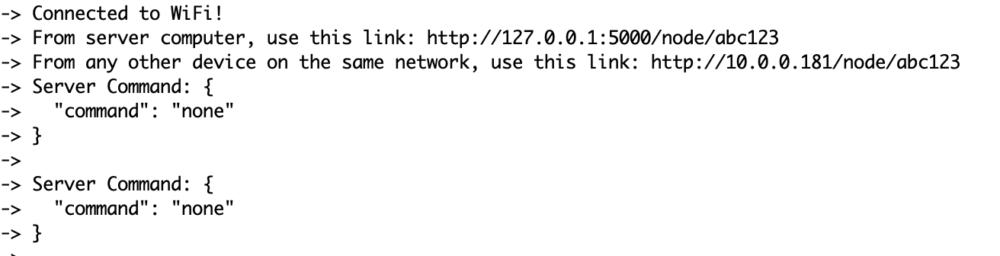 -> Connected to WiFi!
-> From server computer, use this link: http://127.0.0.1:5000/node/abc123
-> From any other device on the same network, use this link: http://10.0.0.181/node/abc123
-> Server Command: {
->   "command": "none"
-> }
->
-> Server Command: {
->   "command": "none"
-> }
->